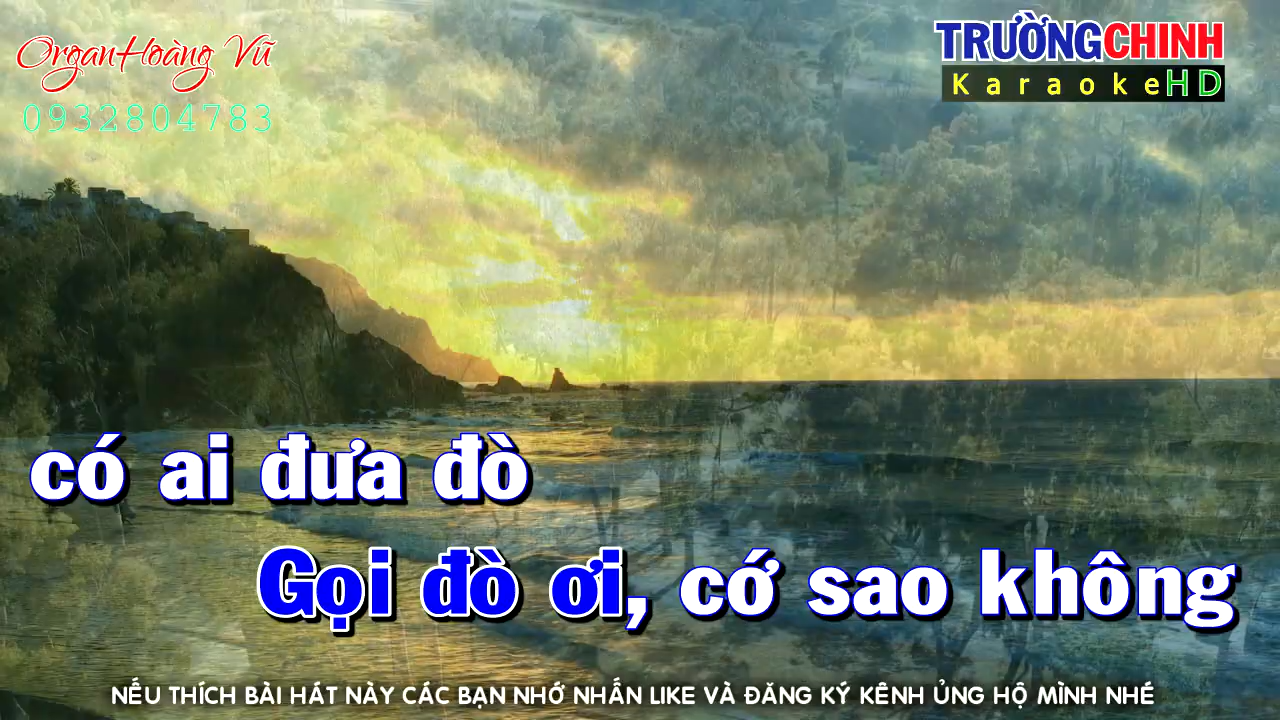 OrganHoàng Vũ
0932804783
TRƯỜNGCHINH
KaraokeHD
có ai đưa đò
Gọi đò ơi, cớ sao không
NẾU THÍCH BÀI HÁT NÀY CÁC BẠN NHỚ NHẤN LIKE VÀ ĐĂNG KÝ KÊNH ỦNG HỘ MÌNH NHÉ